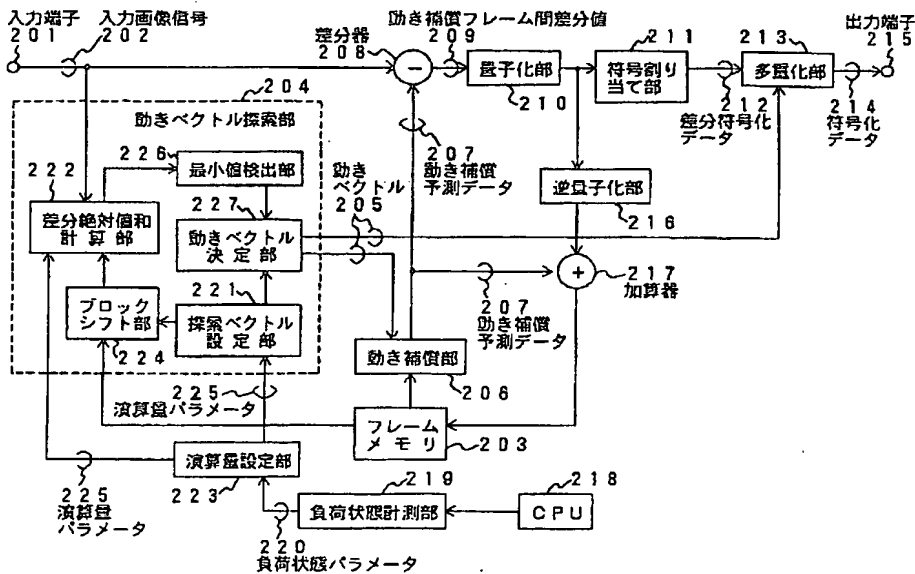 入力端子
201
入力画像信号
202
差分器
208
動き補償フレーム間差分値
209
211
213
出力端子
215
－
量子化部
210
符号割り
当て部
多重化部
212
差分符号化
データ
214
符号化データ
204
動きベクトル探索部
222
226
最小値検出部
227
差分絶対値和
計算部
動きベクトル
決定部
動き
ベクトル
205
207
動き補償
予測データ
逆量子化部
216
＋
217
加算器
207
動き補償
予測データ
221
ブロック
シフト部
224
探索ベクトル
設定部
動き補償部
206
225
演算量パラメータ
フレーム
メモリ
203
演算量設定部
223
225
演算量
パラメータ
219
負荷状態計測部
218
CPU
220
負荷状態パラメータ